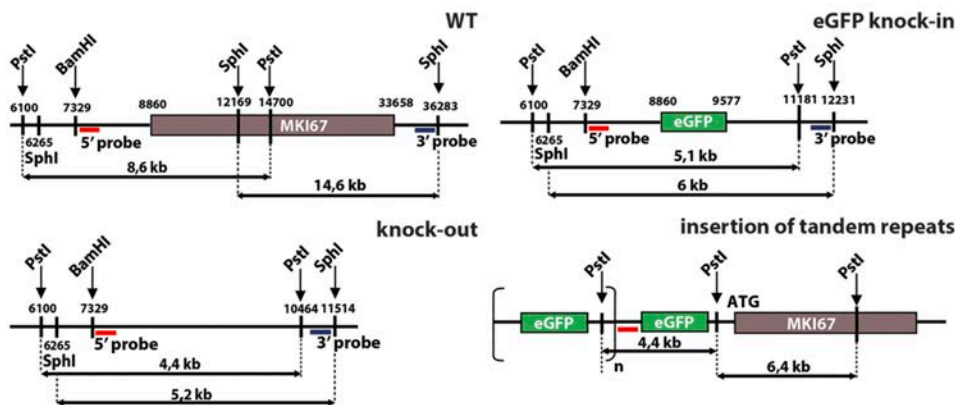 WT
PstI
BamHI
SphI
PstI
SphI
6100
7329
8860
12169
14700
33658
36283
MKI67
6265
SphI
5' probe
3' probe
8,6 kb
14,6 kb
eGFP knock-in
PstI
BamHI
PstI
SphI
6100
7329
8860
9577
11181
12231
eGFP
6265
SphI
5' probe
3' probe
5,1 kb
6 kb
knock-out
PstI
BamHI
PstI
SphI
6100
7329
10464
11514
6265
SphI
5' probe
3' probe
4,4 kb
5,2 kb
insertion of tandem repeats
PstI
PstI
PstI
ATG
eGFP
eGFP
MKI67
4,4 kb
n
6,4 kb